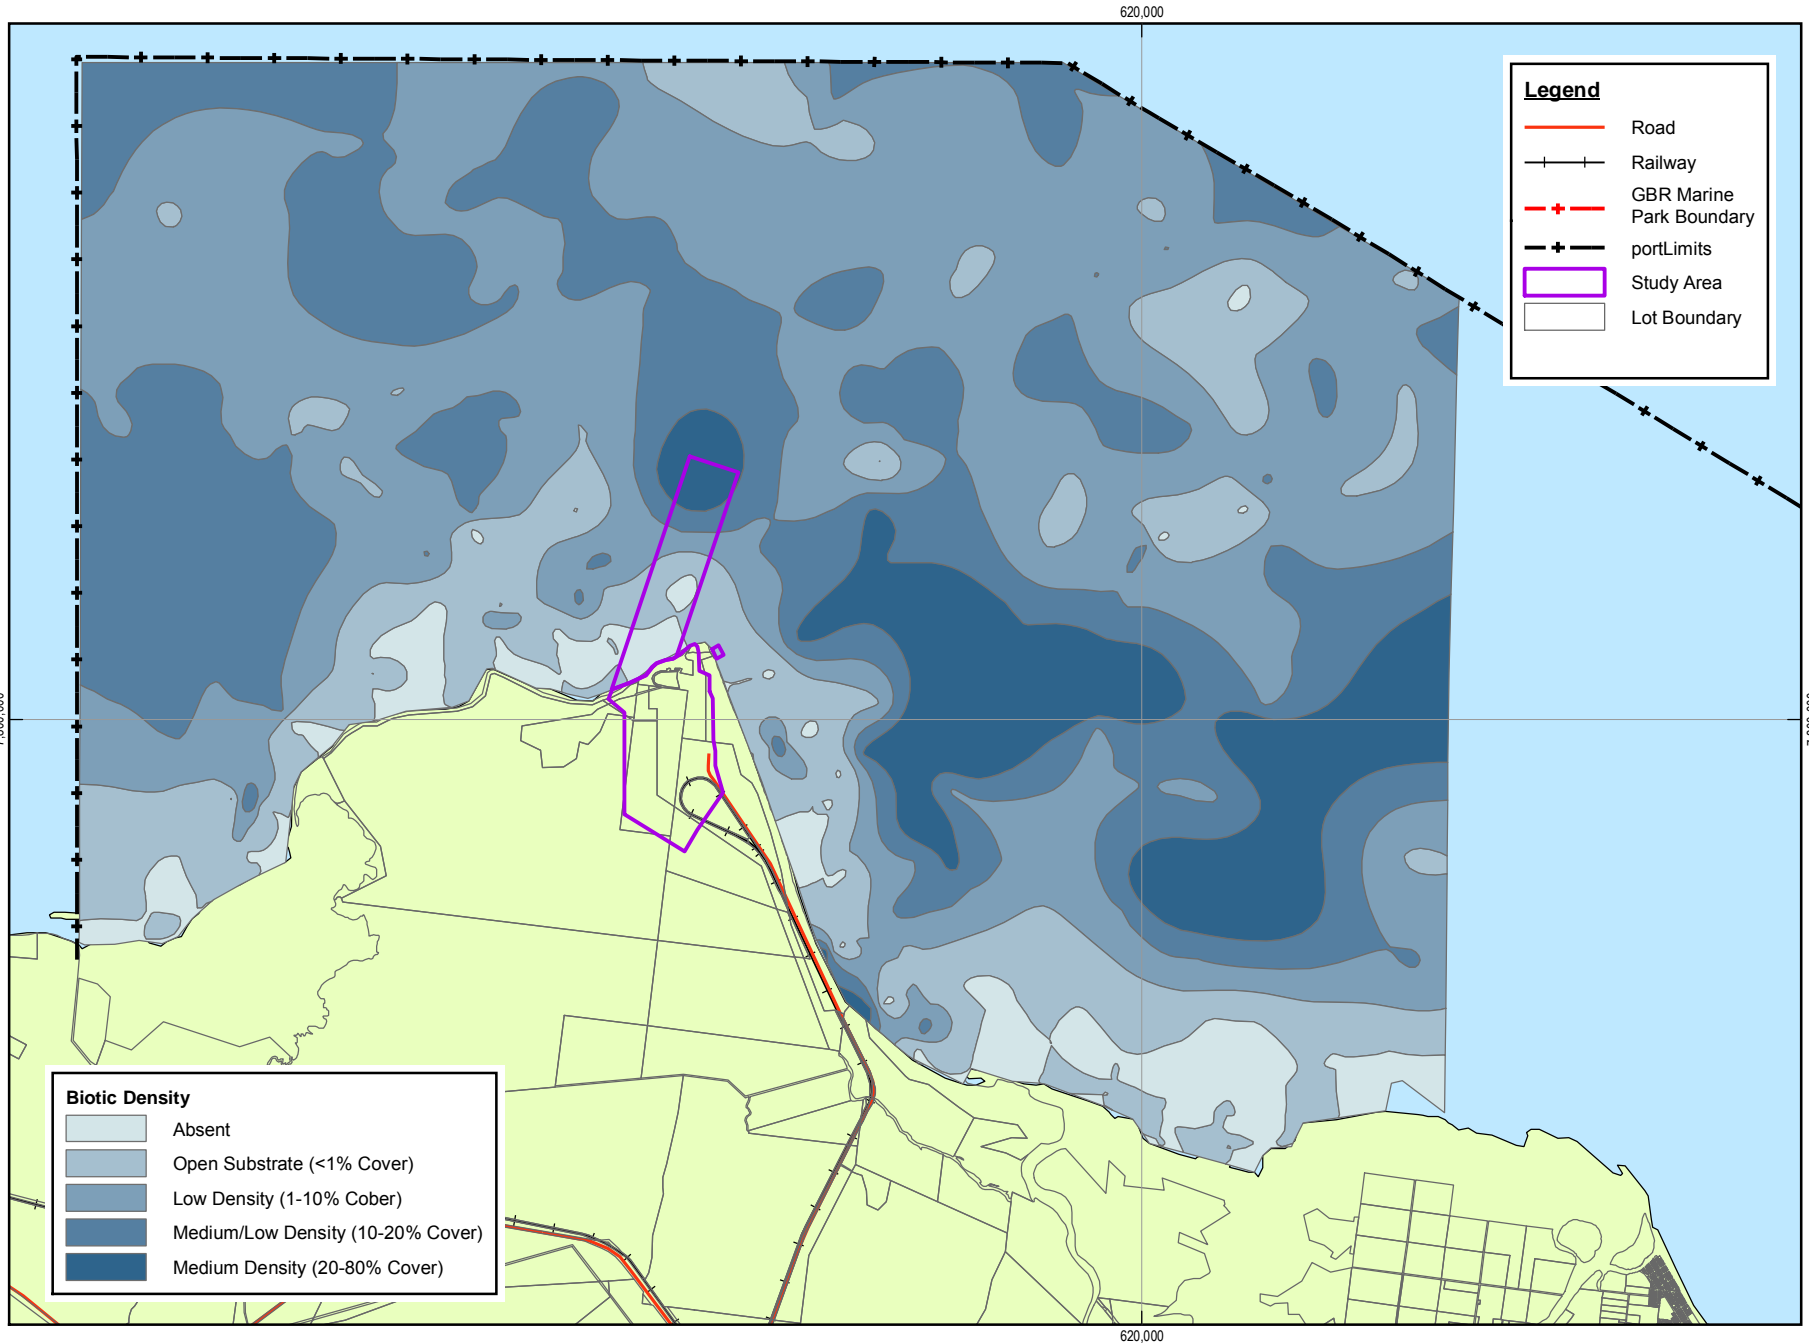 620,000
Legend
Road
Railway
GBR Marine
Park Boundary
portLimits
Study Area
Lot Boundary
Biotic Density
Absent
Open Substrate (<1% Cover)
Low Density (1-10% Cober)
Medium/Low Density (10-20% Cover)
Medium Density (20-80% Cover)
620,000